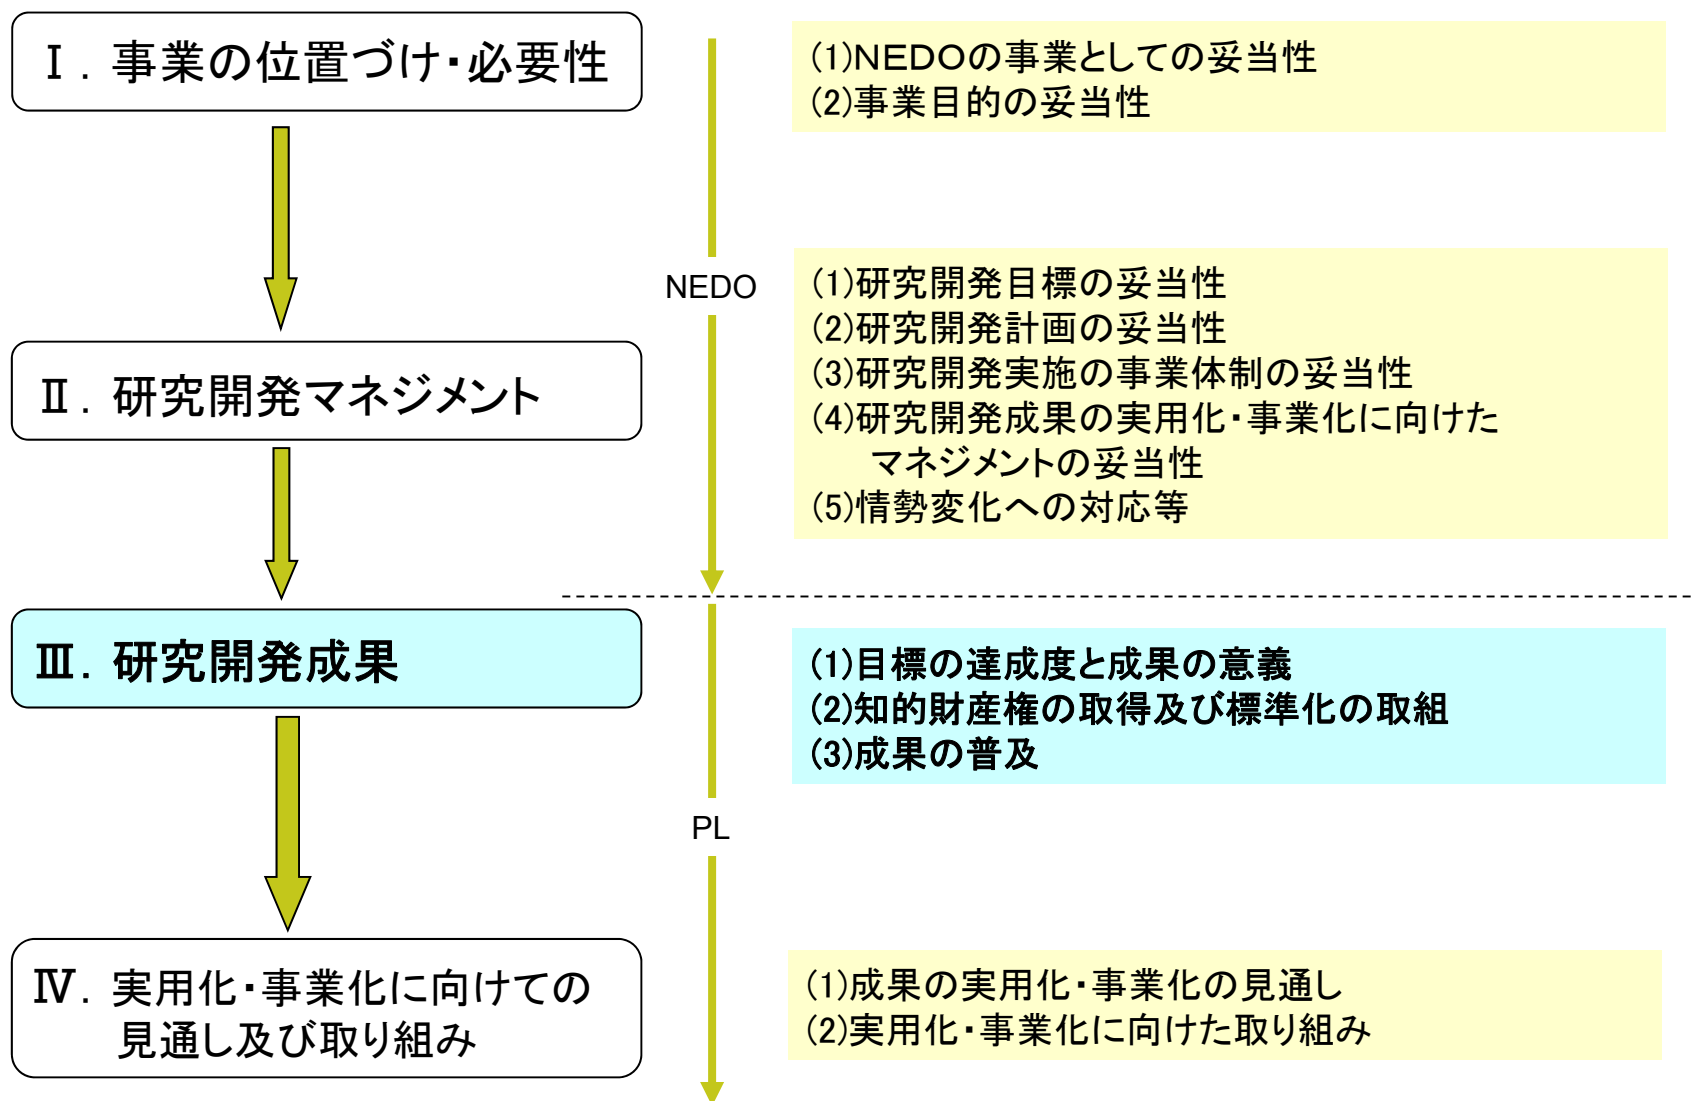 Ⅰ．事業の位置づけ・必要性
(1)ＮＥＤＯの事業としての妥当性
(2)事業目的の妥当性
NEDO
Ⅱ．研究開発マネジメント
(1)研究開発目標の妥当性
(2)研究開発計画の妥当性
(3)研究開発実施の事業体制の妥当性
(4)研究開発成果の実用化・事業化に向けた
マネジメントの妥当性
(5)情勢変化への対応等
Ⅲ．研究開発成果
(1)目標の達成度と成果の意義
(2)知的財産権の取得及び標準化の取組
(3)成果の普及
PL
Ⅳ．実用化・事業化に向けての
見通し及び取り組み
(1)成果の実用化・事業化の見通し
(2)実用化・事業化に向けた取り組み